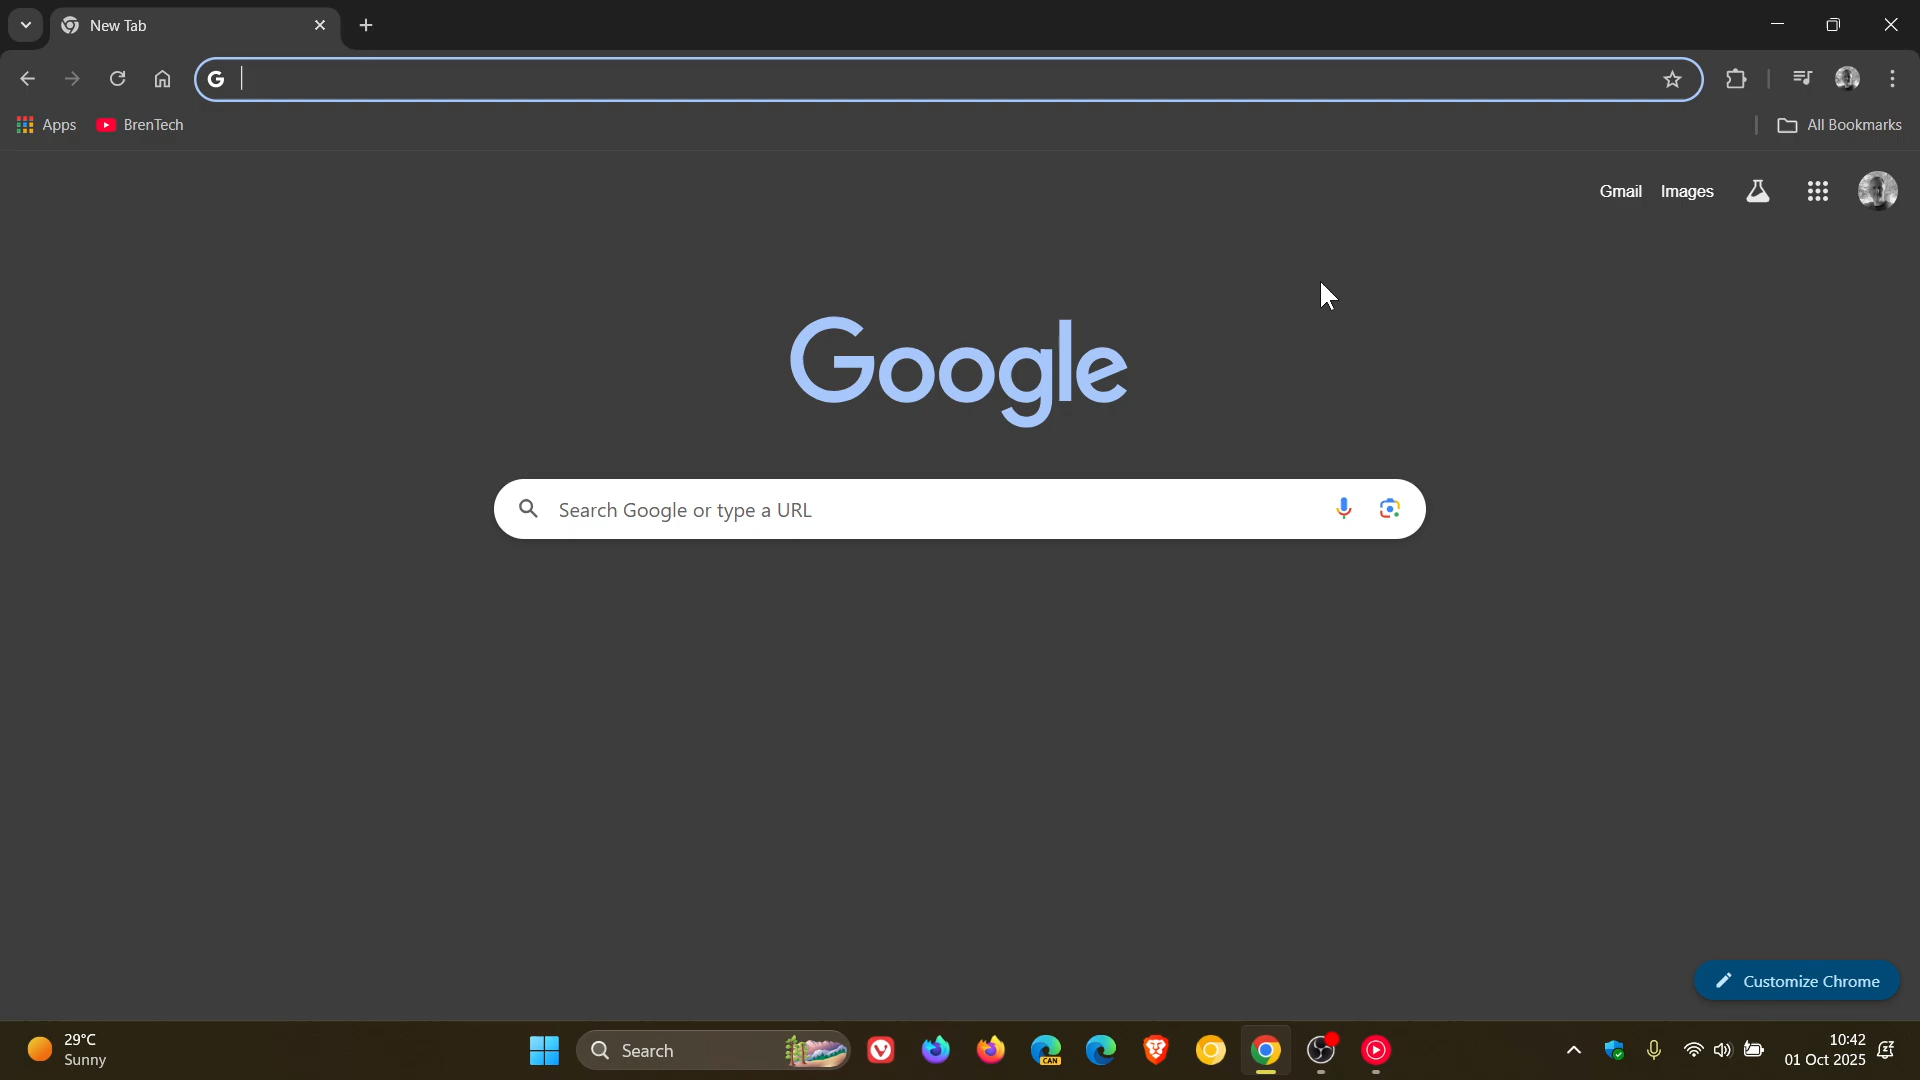 New Tab
Apps
BrenTech
All Bookmarks
Gmail
Images
Google
Search Google or type a URL
Customize Chrome
29°C
Sunny
Search
CAN
10:42
01 Oct 2025